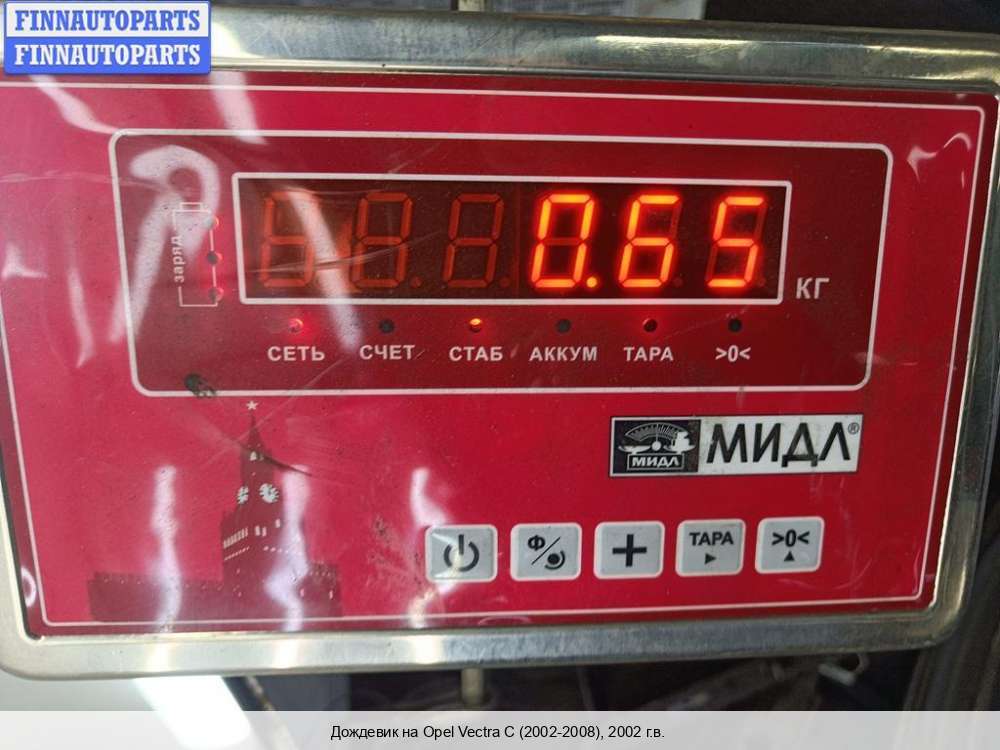 FINNAUTOPARTS
FINNAUTOPARTS
заряд
0.65
КГ
СЕТЬ СЧЕТ СТАБ АККУМ ТАРА >0<
МИДЛ МИДЛ®
Ф ТАРА >0<
Дождевик на Opel Vectra C (2002-2008), 2002 г.в.